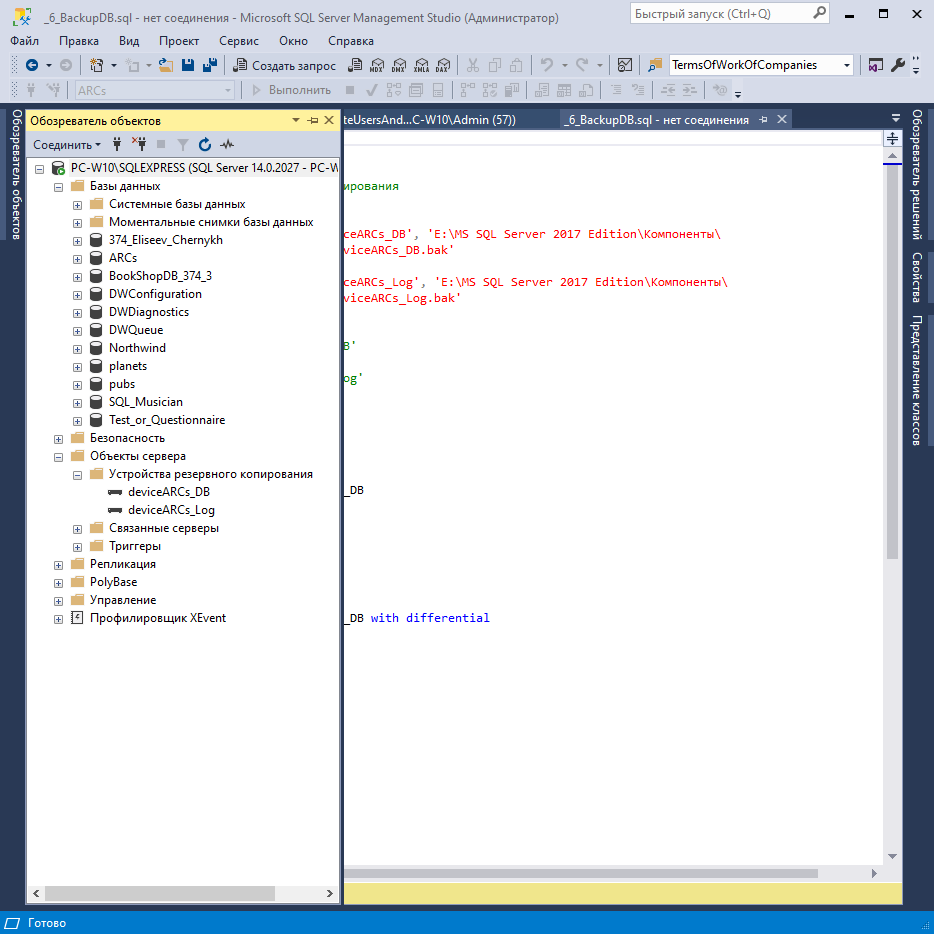 _6_BackupDB.sql - нет соединения - Microsoft SQL Server Management Studio (Администратор)
Быстрый запуск (Ctrl+Q)
Файл Правка Вид Проект Сервис Окно Справка
Создать запрос MDX DMX XMLA DAX TermsOfWorkOfCompanies
ARCs Выполнить
Обозреватель объектов
Обозреватель объектов
teUsersAnd...C-W10\Admin (57))
_6_BackupDB.sql - нет соединения
Соединить
PC-W10\SQLEXPRESS (SQL Server 14.0.2027 - PC-W
Базы данных
Системные базы данных
Моментальные снимки базы данных
374_Eliseev_Chernykh
ARCs
BookShopDB_374_3
DWConfiguration
DWDiagnostics
DWQueue
Northwind
planets
pubs
SQL_Musician
Test_or_Questionnaire
Безопасность
Объекты сервера
Устройства резервного копирования
deviceARCs_DB
deviceARCs_Log
Связанные серверы
Триггеры
Репликация
PolyBase
Управление
Профилировщик XEvent
ирования
ceARCs_DB', 'E:\MS SQL Server 2017 Edition\Компоненты\
viceARCs_DB.bak'
ceARCs_Log', 'E:\MS SQL Server 2017 Edition\Компоненты\
viceARCs_Log.bak'
B'
og'
_DB
_DB with differential
Обозреватель решений
Свойства
Представление классов
Готово